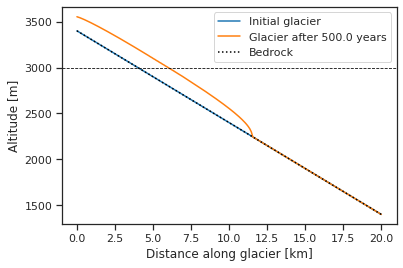 Initial glacier
Glacier after 500.0 years
Bedrock
3500
3000
2500
2000
1500
Altitude [m]
0.0 2.5 5.0 7.5 10.0 12.5 15.0 17.5 20.0
Distance along glacier [km]